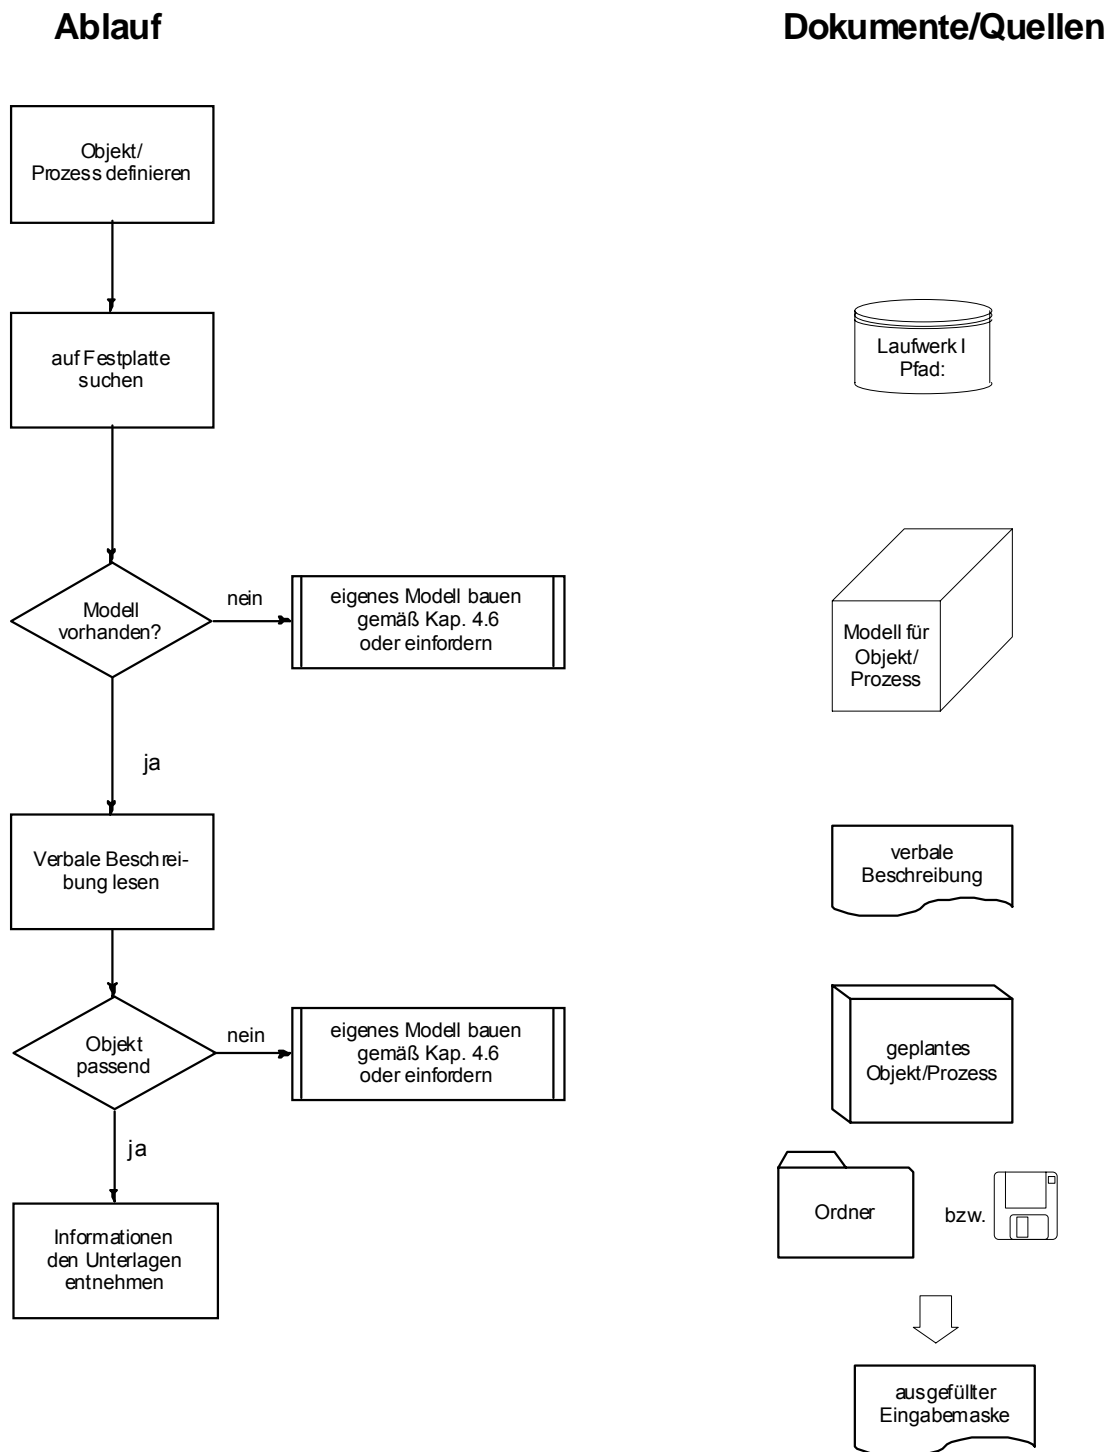 Ablauf
Dokumente/Quellen
Objekt/
Prozess definieren
auf Festplatte
suchen
Laufwerk I
Pfad:
Modell
vorhanden?
nein
eigenes Modell bauen
gemäß Kap. 4.6
oder einfordern
Modell für
Objekt/
Prozess
ja
Verbale Beschrei-
bung lesen
verbale
Beschreibung
Objekt
passend
nein
eigenes Modell bauen
gemäß Kap. 4.6
oder einfordern
geplantes
Objekt/Prozess
ja
Informationen
den Unterlagen
entnehmen
Ordner
bzw.
ausgefüllter
Eingabemaske